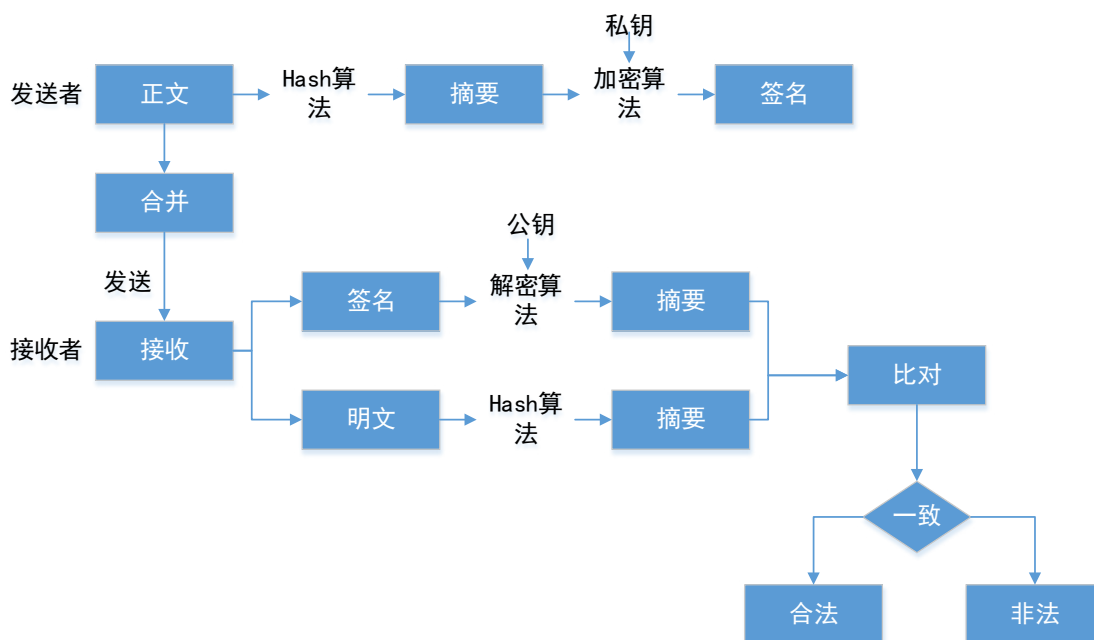 私钥
发送者
正文
Hash算
法
摘要
加密算
法
签名
合并
发送
公钥
签名
解密算
法
摘要
接收者
接收
比对
明文
Hash算
法
摘要
一致
合法
非法